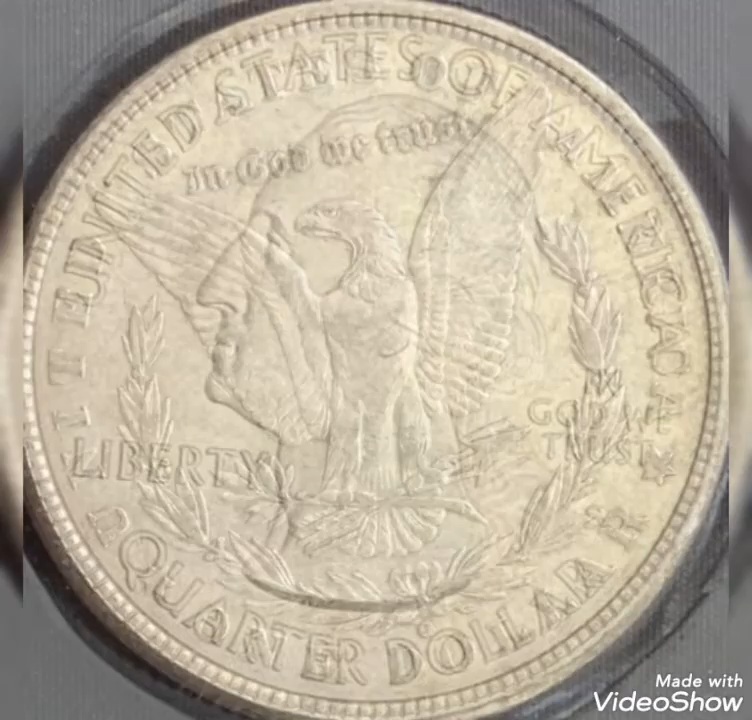 UNITED STATES OF AMERICA
In God we trust
LIBERTY
GOD WE
TRUST
QUARTER DOLLAR
Made with
VideoShow